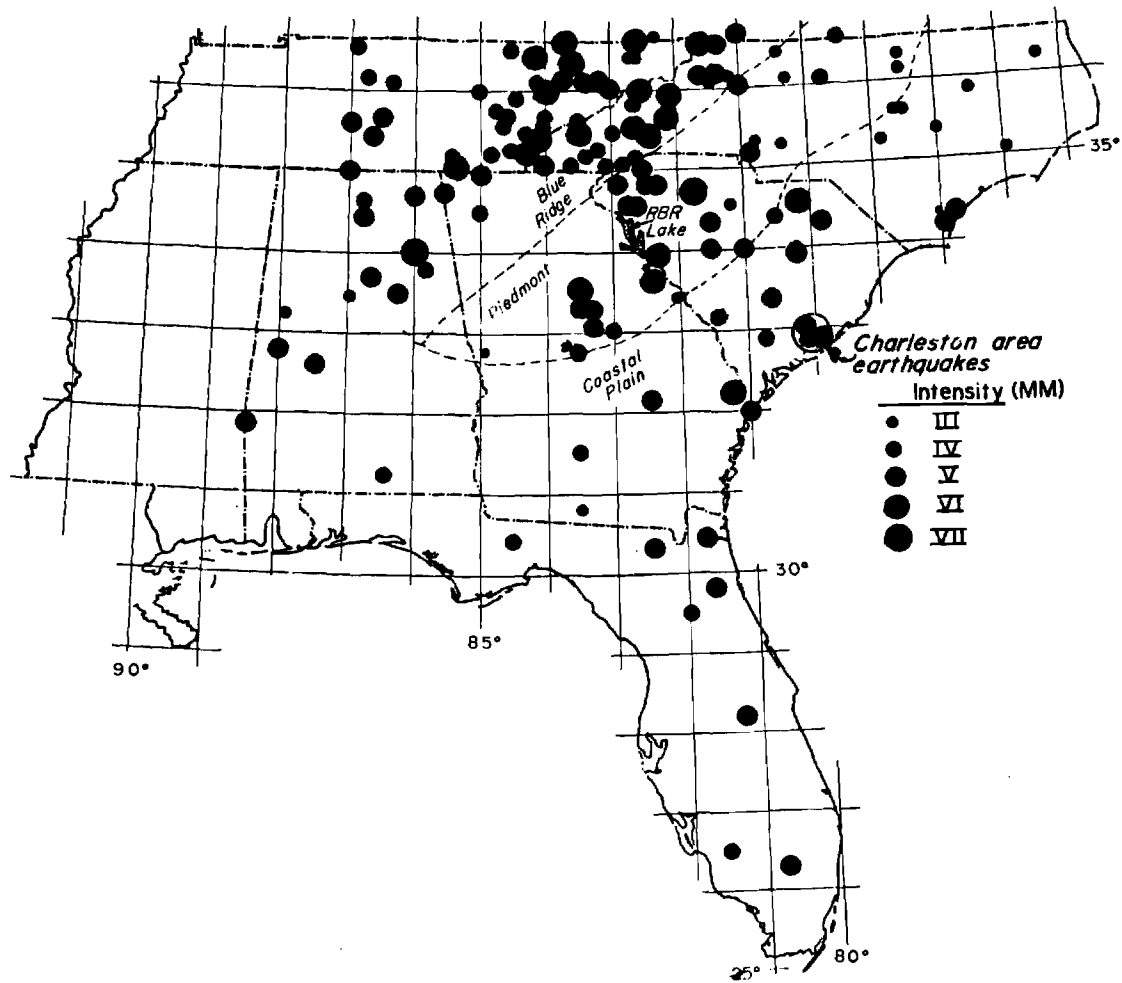 35°
Blue
Ridge
RBR
Lake
Piedmont
Charleston area
earthquakes
Coastal
Plain
Intensity (MM)
III
IV
V
VI
VII
30°
85°
90°
80°
25°